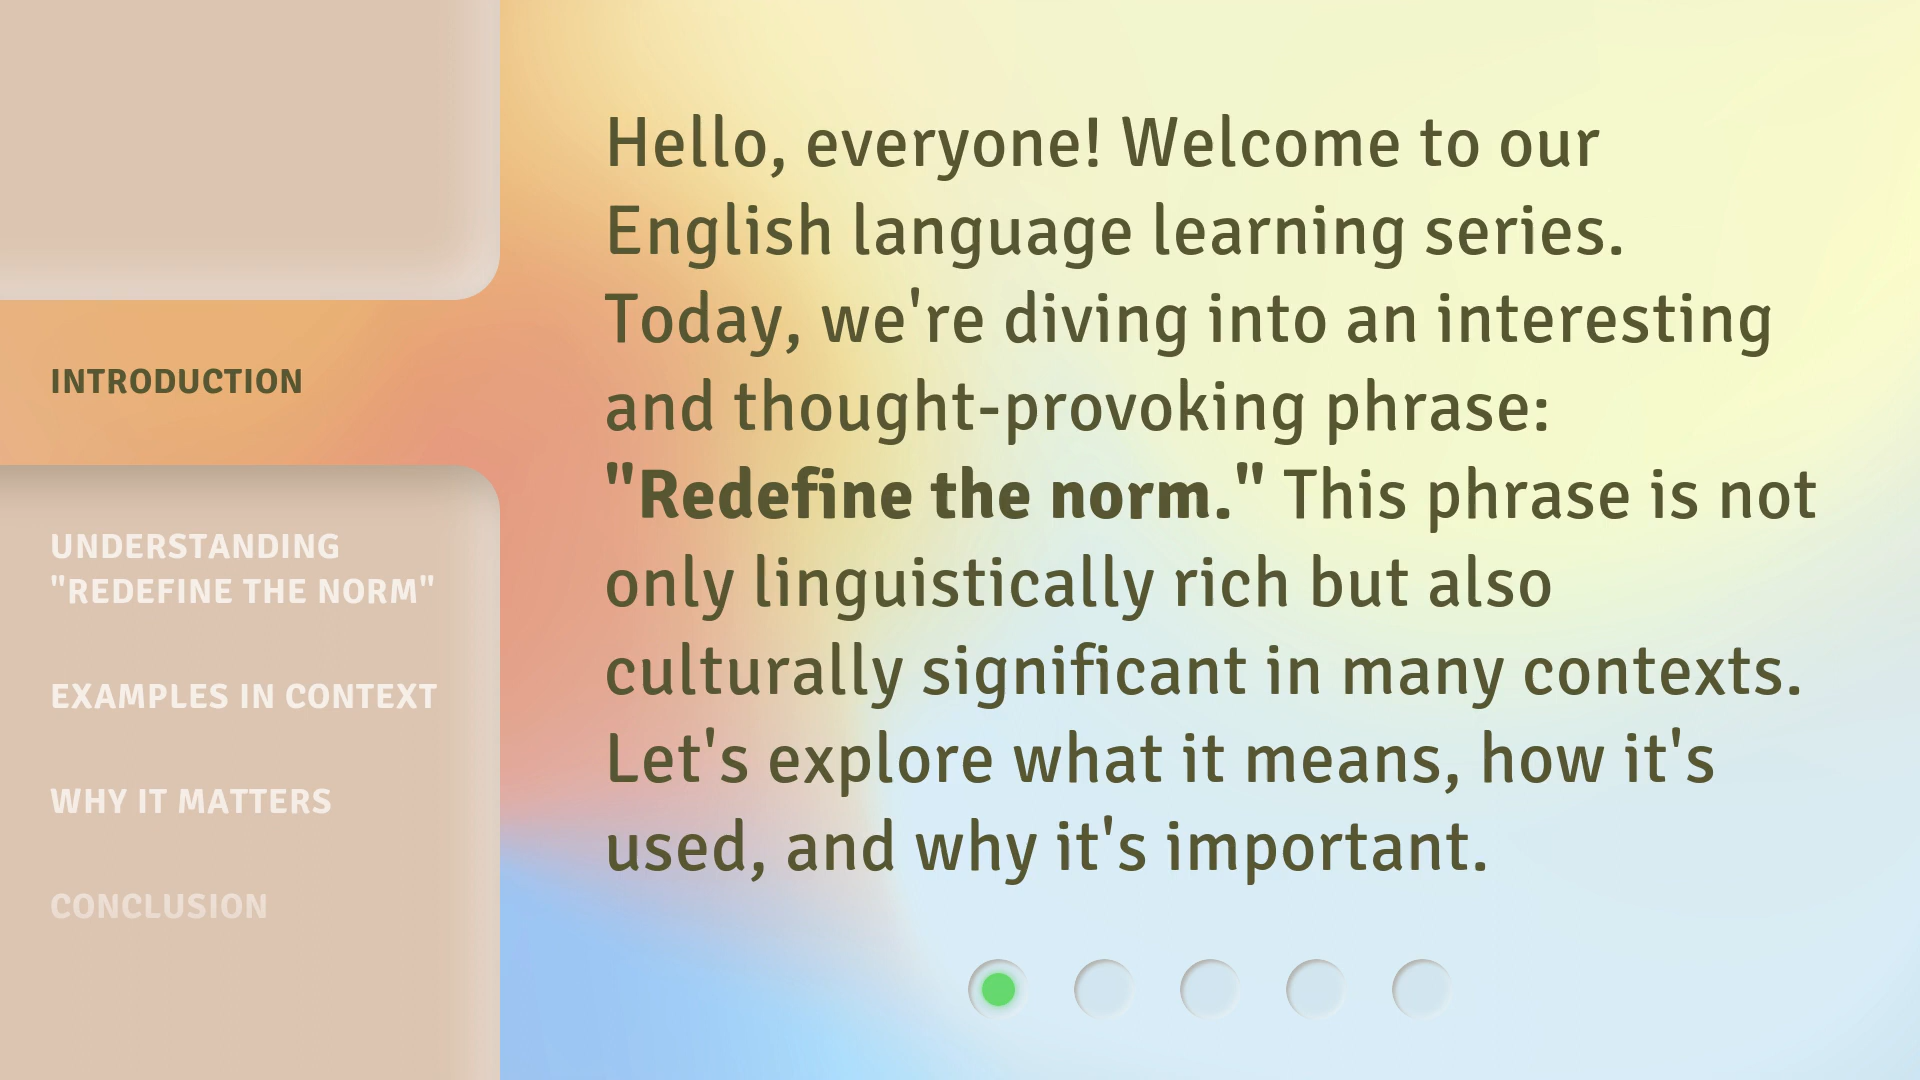 INTRODUCTION
UNDERSTANDING
"REDEFINE THE NORM"
EXAMPLES IN CONTEXT
WHY IT MATTERS
CONCLUSION
Hello, everyone! Welcome to our
English language learning series.
Today, we're diving into an interesting
and thought-provoking phrase:
"Redefine the norm." This phrase is not
only linguistically rich but also
culturally significant in many contexts.
Let's explore what it means, how it's
used, and why it's important.